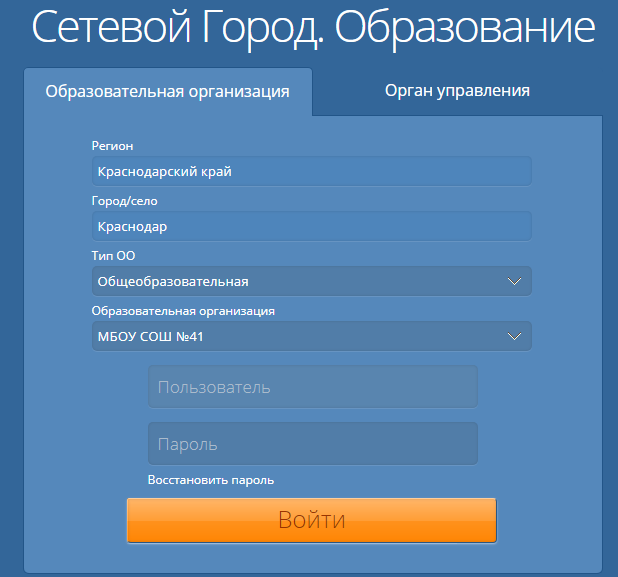 Сетевой Город. Образование
Образовательная организация
Орган управления
Регион
Краснодарский край
Город/село
Краснодар
Тип ОО
Общеобразовательная
Образовательная организация
МБОУ СОШ №41
Пользователь
Пароль
Восстановить пароль
Войти